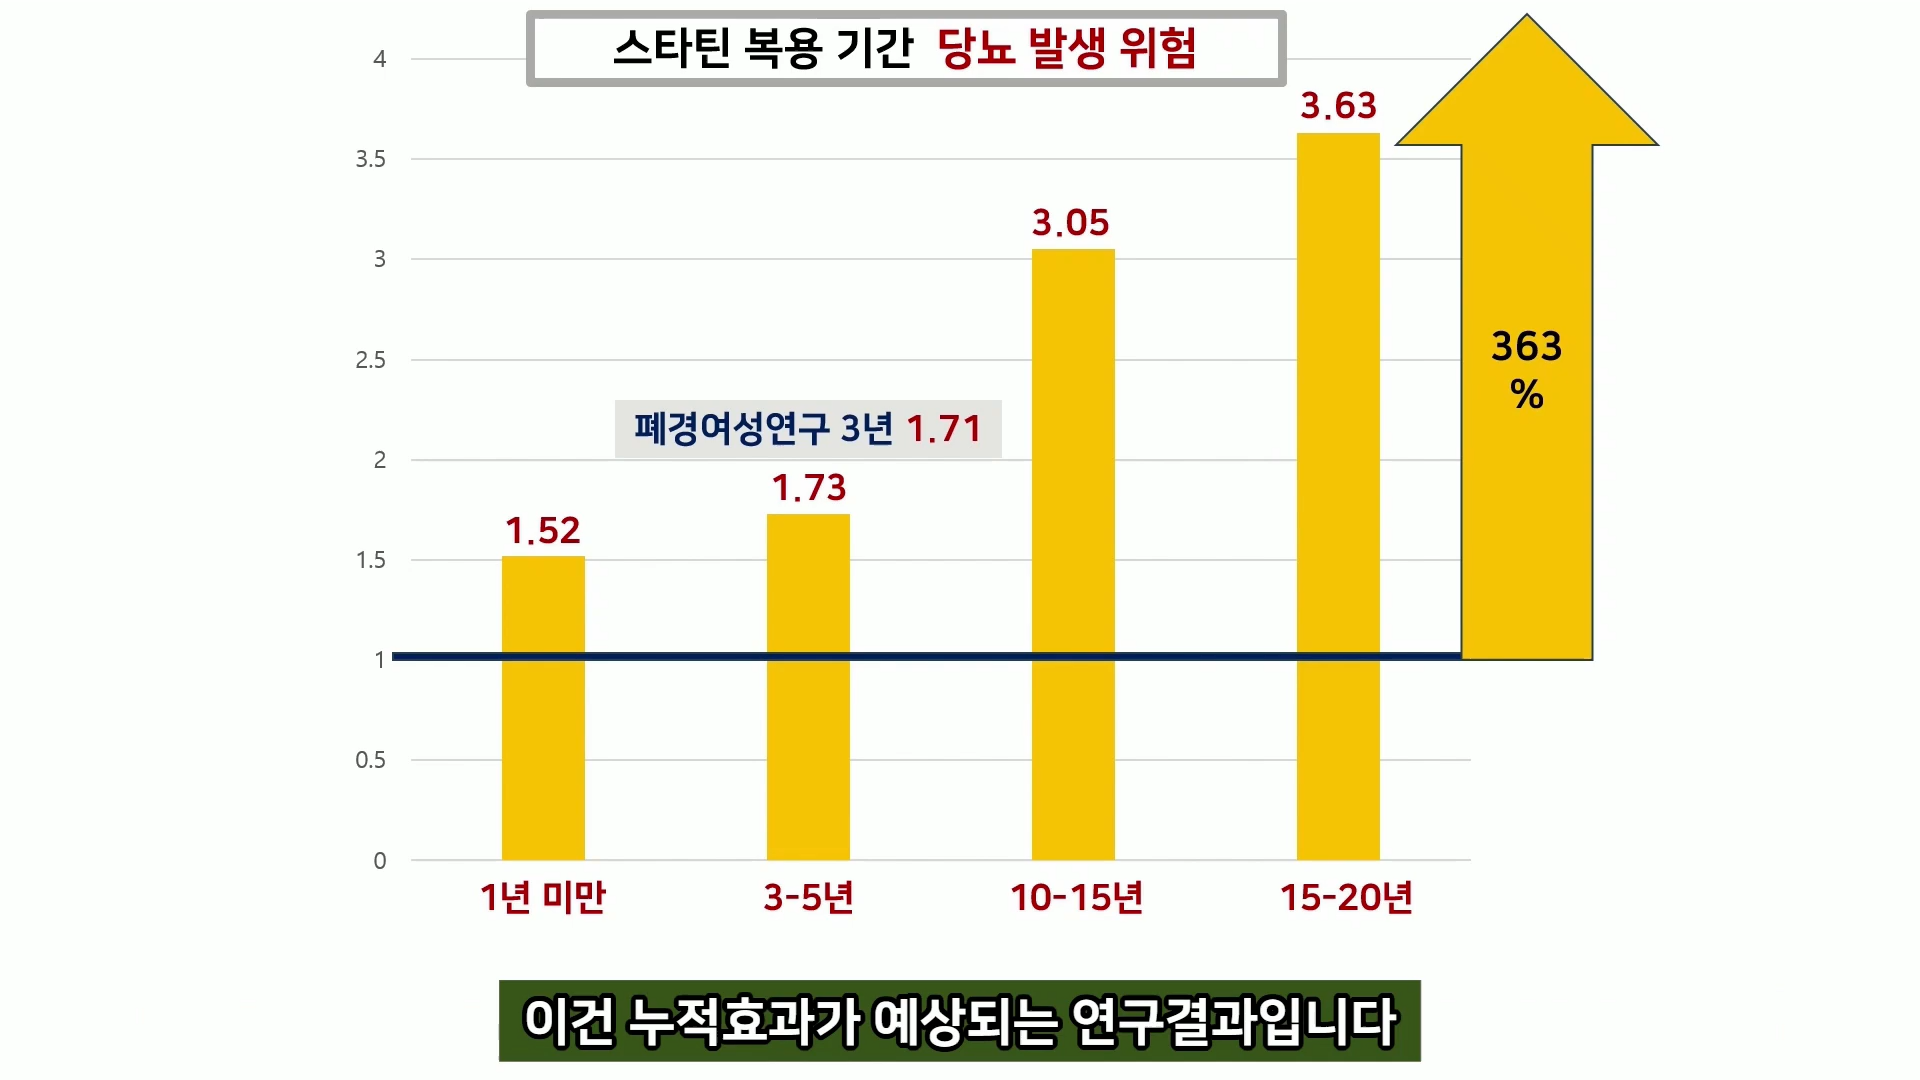 스타틴 복용 기간 당뇨 발생 위험
4
3.5
3
2.5
2
1.5
1
0.5
0
3.63
3.05
363
%
폐경여성연구 3년 1.71
1.73
1.52
1년 미만
3-5년
10-15년
15-20년
이건 누적효과가 예상되는 연구결과입니다